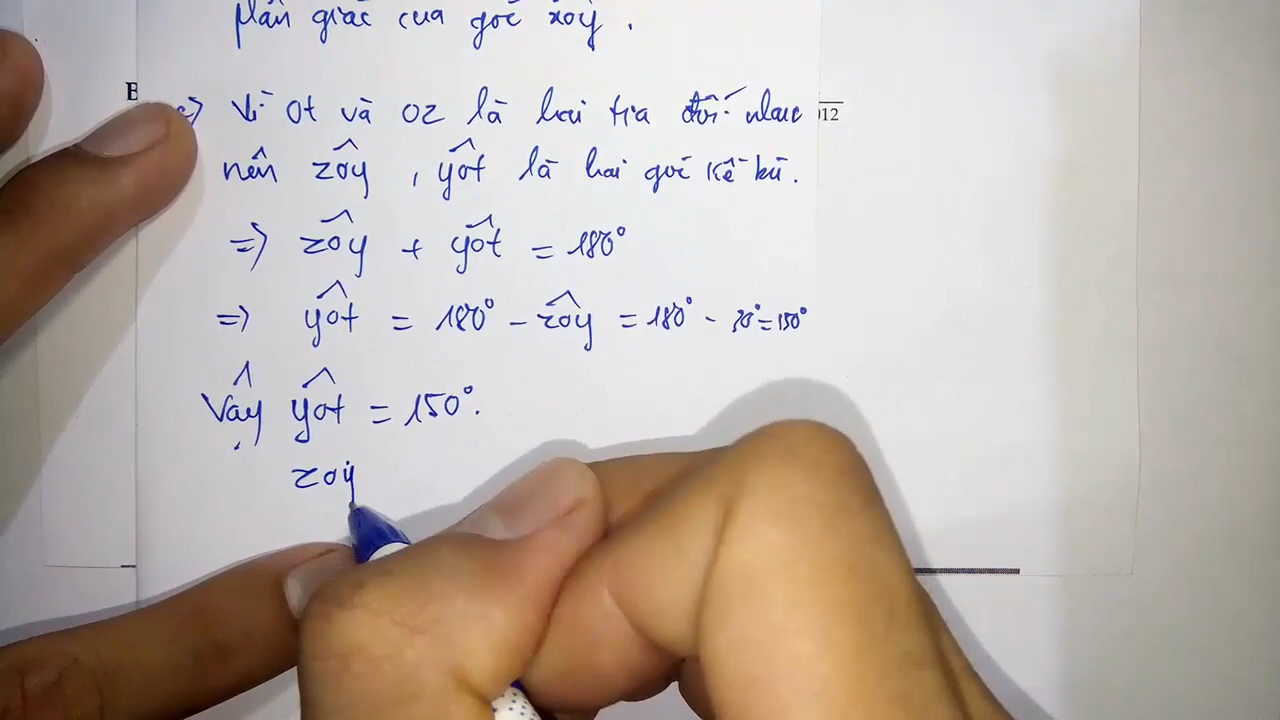 phân giác của góc xoy.
B
c) Vì Ot và Oz là hai tia đối nhau
012
nên zôy, yôt là hai góc kề bù.
=> zôy + yôt = 180°
=> yôt = 180° - zôy = 180° - 30° = 150°
Vậy yôt = 150°.
zoy